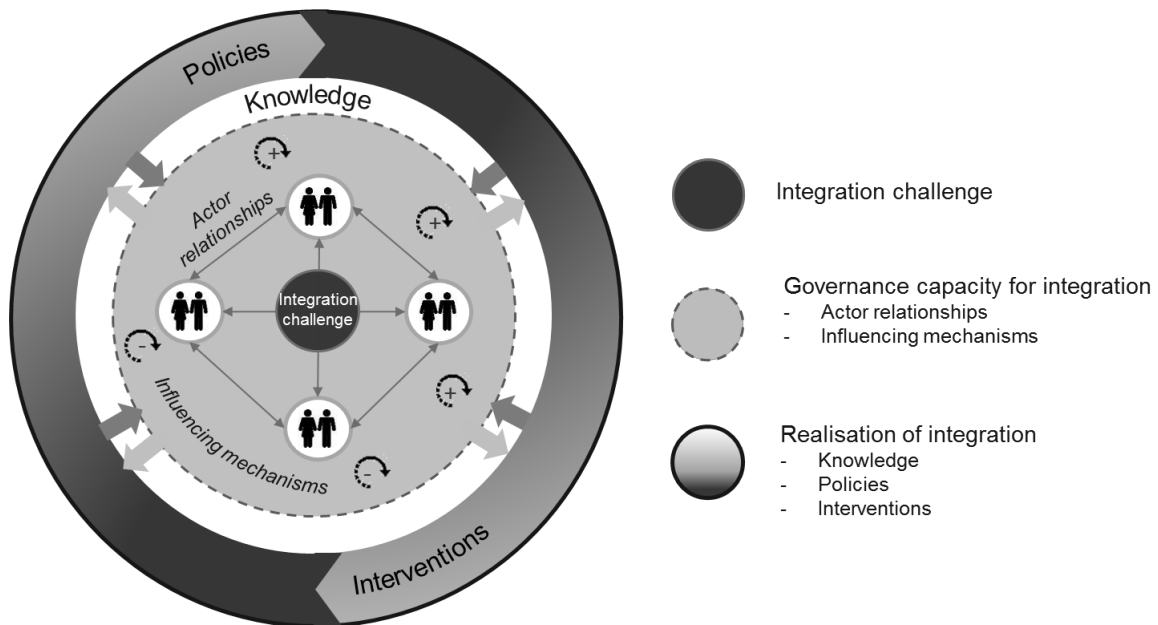 Policies
Knowledge
+
Actor
relationships
+
Integration
challenge
-
+
Influencing mechanisms
-
Interventions
Integration challenge
Governance capacity for integration
- Actor relationships
- Influencing mechanisms
Realisation of integration
- Knowledge
- Policies
- Interventions